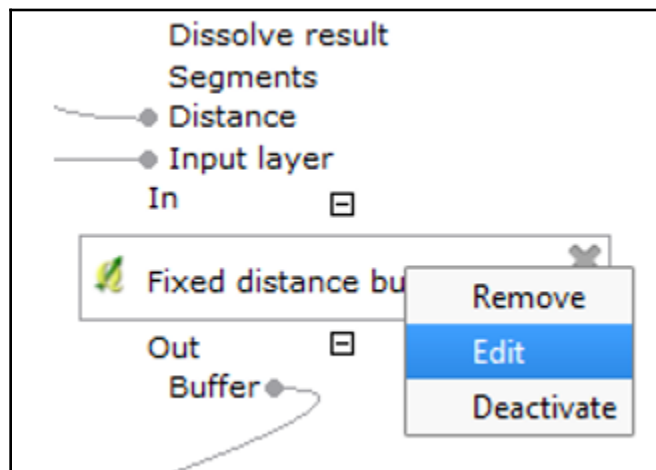 Dissolve result
Segments
Distance
Input layer
In
Fixed distance bu
Remove
Edit
Deactivate
Out
Buffer